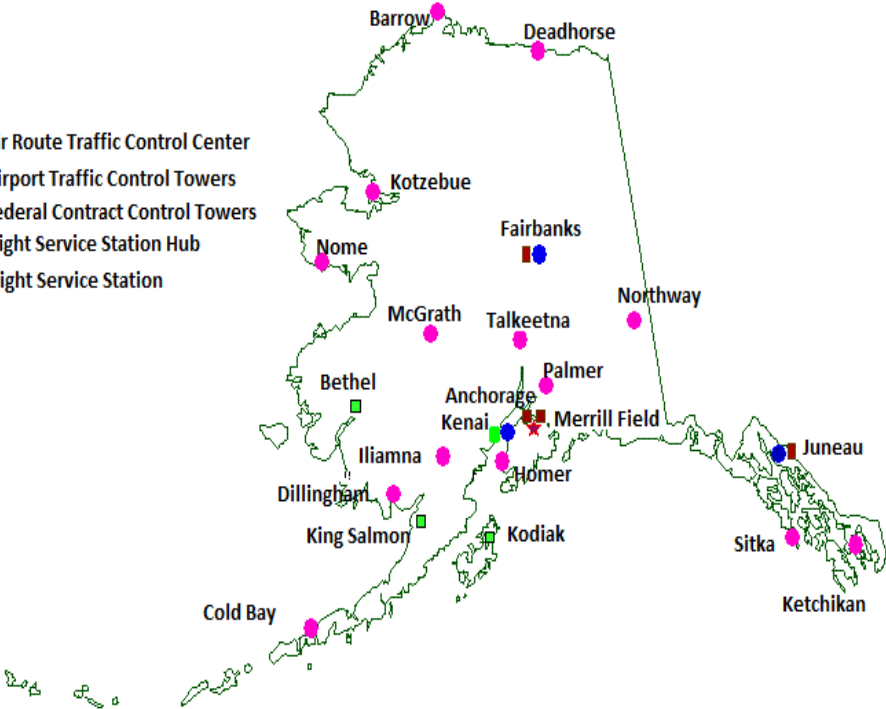 Barrow
Deadhorse
ir Route Traffic Control Center
irport Traffic Control Towers
ederal Contract Control Towers
ight Service Station Hub
ight Service Station
Kotzebue
Fairbanks
Nome
Northway
McGrath
Talkeetna
Palmer
Bethel
Anchorage
Kenai
Merrill Field
Iliamna
Juneau
Homer
Dillingham
King Salmon
Kodiak
Sitka
Ketchikan
Cold Bay